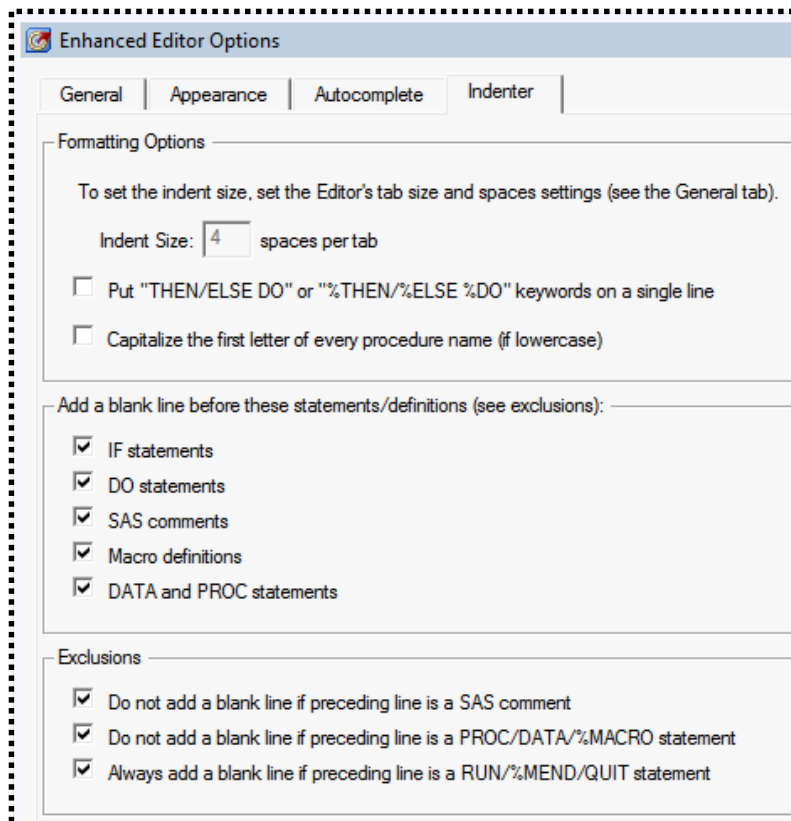 Enhanced Editor Options
General Appearance Autocomplete Indenter
Formatting Options
To set the indent size, set the Editor's tab size and spaces settings (see the General tab).
Indent Size: 4 spaces per tab
Put "THEN/ELSE DO" or "%THEN/%ELSE %DO" keywords on a single line
Capitalize the first letter of every procedure name (if lowercase)
Add a blank line before these statements/definitions (see exclusions):
IF statements
DO statements
SAS comments
Macro definitions
DATA and PROC statements
Exclusions
Do not add a blank line if preceding line is a SAS comment
Do not add a blank line if preceding line is a PROC/DATA/%MACRO statement
Always add a blank line if preceding line is a RUN/%MEND/QUIT statement